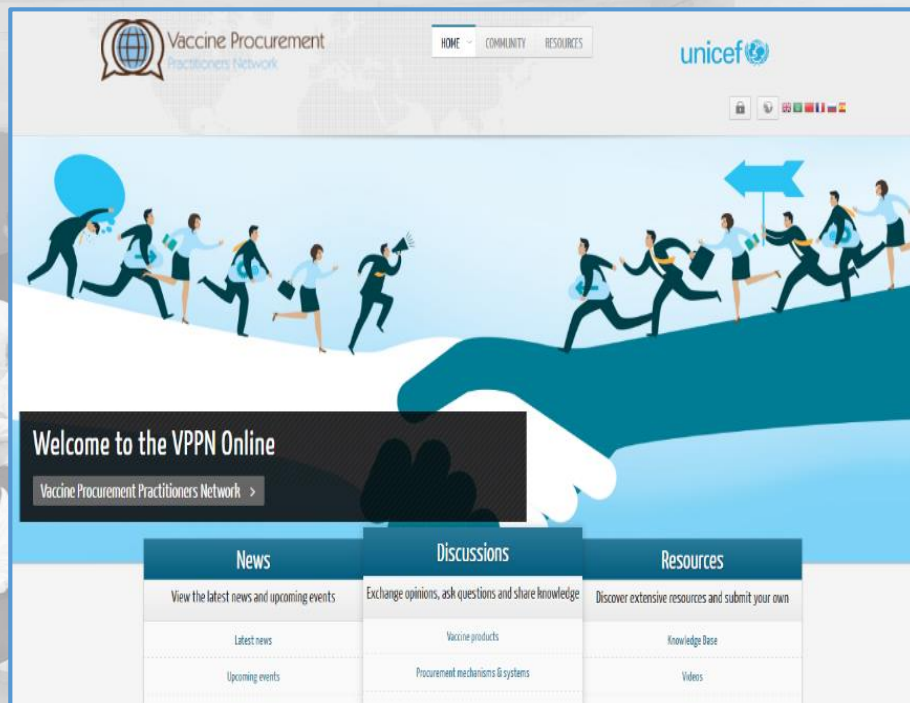 Vaccine Procurement
Practitioners Network
HOME
COMMUNITY
RESOURCES
unicef
Welcome to the VPPN Online
Vaccine Procurement Practitioners Network >
News
View the latest news and upcoming events
Latest news
Upcoming events
Discussions
Exchange opinions, ask questions and share knowledge
Vaccine products
Procurement mechanisms & systems
Resources
Discover extensive resources and submit your own
Knowledge Base
Videos